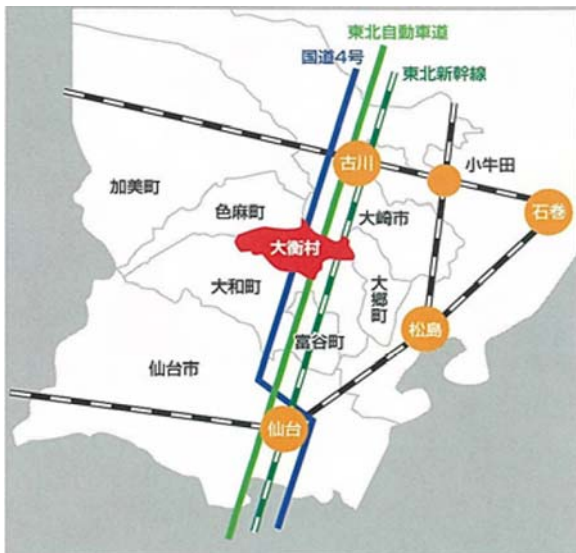 東北自動車道
国道4号
東北新幹線
古川
小牛田
加美町
石巻
色麻町
大崎市
大衡村
大和町
大郷町
松島
富谷町
仙台市
仙台